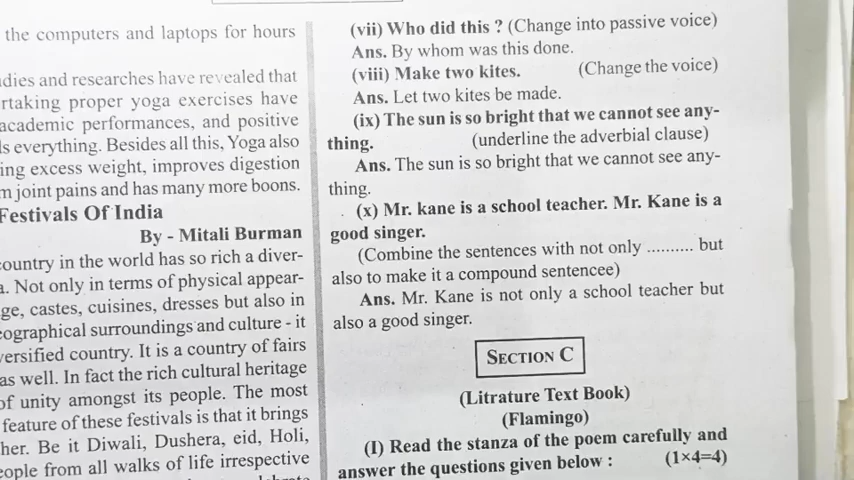 the computers and laptops for hours
dies and researches have revealed that
rtaking proper yoga exercises have
academic performances, and positive
s everything. Besides all this, Yoga also
ing excess weight, improves digestion
m joint pains and has many more boons.
Festivals Of India
By - Mitali Burman
country in the world has so rich a diver-
a. Not only in terms of physical appear-
ge, castes, cuisines, dresses but also in
eographical surroundings and culture - it
versified country. It is a country of fairs
as well. In fact the rich cultural heritage
of unity amongst its people. The most
feature of these festivals is that it brings
her. Be it Diwali, Dushera, eid, Holi,
eople from all walks of life irrespective
(vii) Who did this ? (Change into passive voice)
Ans. By whom was this done.
(viii) Make two kites. (Change the voice)
Ans. Let two kites be made.
(ix) The sun is so bright that we cannot see any-
thing. (underline the adverbial clause)
Ans. The sun is so bright that we cannot see any-
thing.
(x) Mr. kane is a school teacher. Mr. Kane is a
good singer.
(Combine the sentences with not only .......... but
also to make it a compound sentencee)
Ans. Mr. Kane is not only a school teacher but
also a good singer.
SECTION C
(Litrature Text Book)
(Flamingo)
(I) Read the stanza of the poem carefully and
answer the questions given below : (1×4=4)